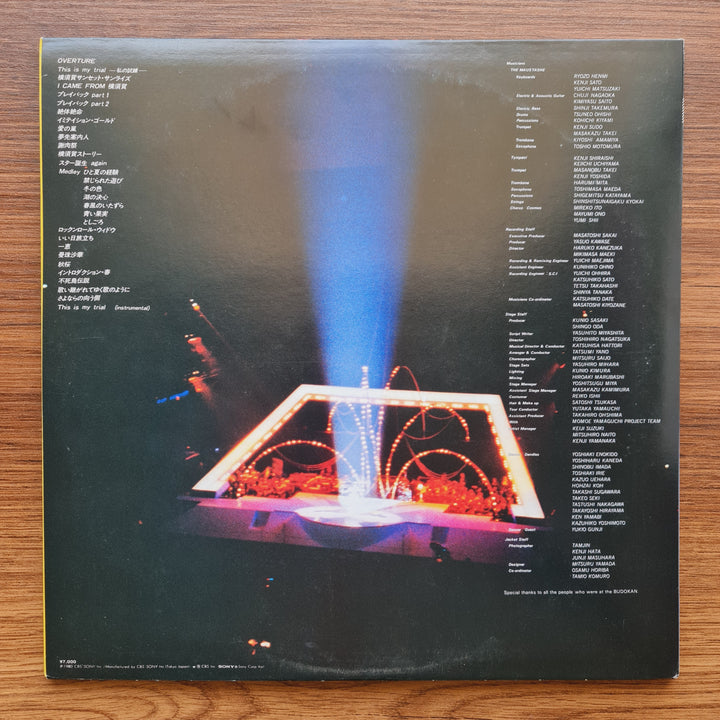 OVERTURE
This is my trial —私の試練—
横須賀サンセット・サンライズ
I CAME FROM 横須賀
プレイバック part 1
プレイバック part 2
絶体絶命
イミテイション・ゴールド
愛の嵐
夢先案内人
謝肉祭
横須賀ストーリー
スター誕生 again
Medley ひと夏の経験
禁じられた遊び
冬の色
湖の決心
春風のいたずら
青い果実
としごろ
ロックンロール・ウィドウ
いい日旅立ち
一恵
曼珠沙華
秋桜
イントロダクション・春
不死鳥伝説
歌い継がれてゆく歌のように
さよならの向う側
This is my trial (instrumental)
¥7,000
Musicians
THE MAUSTASHE
Keyboards RYOZO HENMI
KENJI SATO
YUICHI MATSUZAKI
Electric & Acoustic Guitar CHUJI NAGAOKA
KIMIYASU SAITO
Electric Bass SHINJI TAKEMURA
Drums TSUNEO OHISHI
Percussions KOHICHI KIYAMI
Trumpet KENJI SUDO
MASAKAZU TAKEI
Trombone KIYOSHI AMAMIYA
Saxophone TOSHIO MOTOMURA
Tympani KENJI SHIRAISHI
KEIICHI UCHIYAMA
Trumpet MASANOBU TAKEI
KENJI YOSHIDA
Trombone HARUMI MITA
Saxophone TOSHIMASA MAEDA
Percussion SHIGEMITSU KATAYAMA
Strings SHINSHITSUNAIGAKU KYOKAI
Chorus Cosmos MIREKO ITO
MAYUMI ONO
YUMI SHII
Recording Staff
Executive Producer MASATOSHI SAKAI
Producer YASUO KAWASE
Director HARUKO KANEZUKA
MIKIMASA MAEKI
Recording & Remixing Engineer YUICHI MAEJIMA
Assistant Engineer KUNIHIKO OHNO
Recording Engineer S.C.I YUICHI OHHIRA
KATSUHIKO SATO
TETSU TAKAHASHI
SHINYA TANAKA
Musicians Co-ordinator KATSUHIKO DATE
MASATOSHI KIYOZANE
Stage Staff
Producer KUNIO SASAKI
SHINGO ODA
Script Writer YASUHITO MIYASHITA
Director TOSHIHIRO NAGATSUKA
Musical Director & Conductor KATSUHISA HATTORI
Arranger & Conductor TATSUMI YANO
Choreographer MITSURU SAIJO
Stage Sets YASUHIRO MIHARA
Lighting KUNIO KIMURA
Mixing HIROAKI MARUBASHI
Stage Manager YOSHITSUGU MIYA
Assistant Stage Manager MASAKAZU KAMIMURA
Costume REIKO ISHII
Hair & Make up SATOSHI TSUKASA
Tour Conductor YUTAKA YAMAUCHI
Assistant Producer TAKAHIRO OHSHIMA
With MOMOE YAMAGUCHI PROJECT TEAM
KENJI SUZUKI
MITSUHIRO NAITO
KENJI YAMANAKA
Dandies YOSHIAKI ENOKIDO
YOSHIHARU KANEDA
SHINOBU IMADA
TOSHIAKI IRIE
KAZUO UEHARA
HOHZAI KOH
TAKASHI SUGAWARA
TAKEO SEKI
TASTUSHI NAKAGAWA
TAKAYOSHI HIRAYAMA
KEN YAMABI
KAZUHIKO YOSHIMOTO
Guest YUKIO GUNJI
Jacket Staff
Photographer TAMJIN
KENJI HATA
JUNJI MASUHARA
Designer MITSURU YAMADA
Co-ordinator OSAMU HORIBA
TAMIO KOMURO
Special thanks to all the people who were at the BUDOKAN